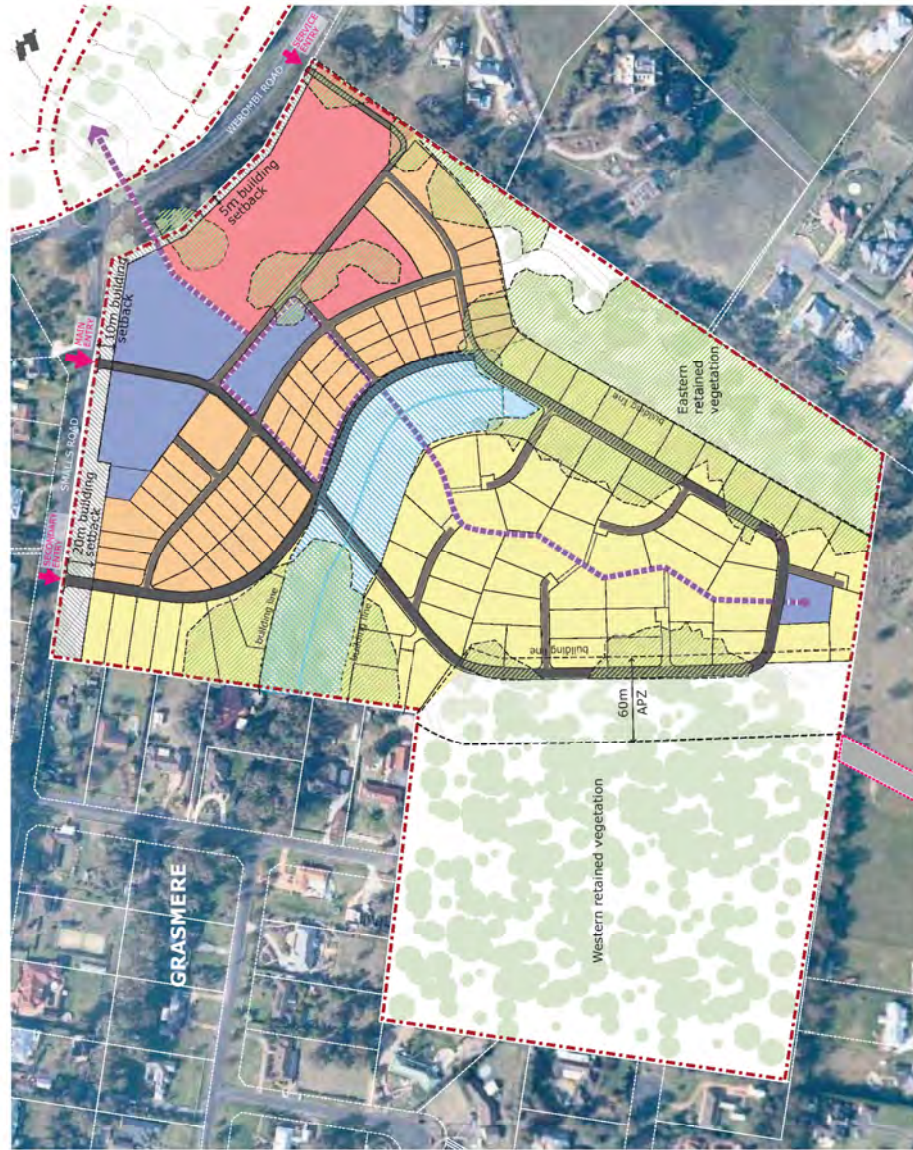 SERVICE
ENTRY
WEROMBI ROAD
5m building
setback
MAIN
ENTRY
10m building
setback
SMALLS ROAD
SECONDARY
ENTRY
20m building
setback
building line
building line
building line
building line
Eastern
retained
vegetation
60m
APZ
GRASMERE
Western retained vegetation